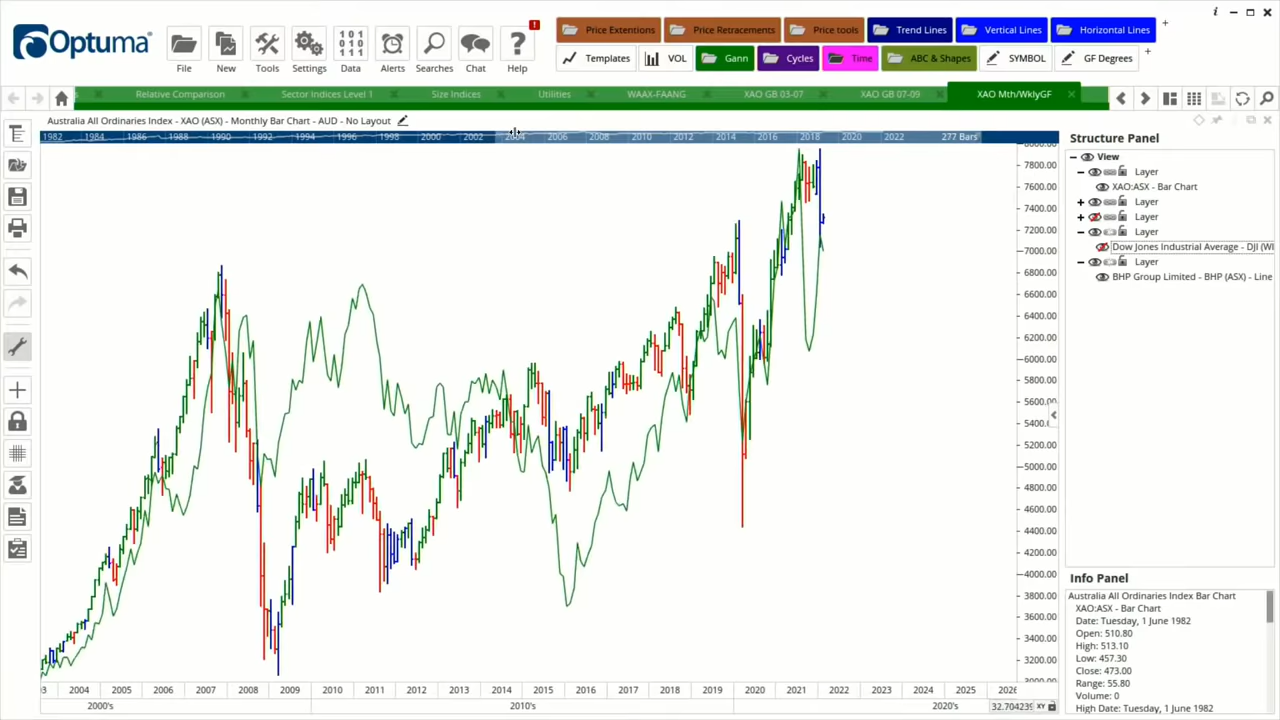 Optuma
File
New
Tools
Settings
Data
Alerts
Searches
Chat
Help
Price Extentions
Price Retracements
Price tools
Trend Lines
Vertical Lines
Horizontal Lines
Templates
VOL
Gann
Cycles
Time
ABC & Shapes
SYMBOL
GF Degrees
Relative Comparison
Sector Indices Level 1
Size Indices
Utilities
WAAX-FAANG
XAO GB 03-07
XAO GB 07-09
XAO Mth/WklyGF
Australia All Ordinaries Index - XAO (ASX) - Monthly Bar Chart - AUD - No Layout
1982 1984 1986 1988 1990 1992 1994 1996 1998 2000 2002 2004 2006 2008 2010 2012 2014 2016 2018 2020 2022 277 Bars
8000.00
7800.00
7600.00
7400.00
7200.00
7000.00
6800.00
6600.00
6400.00
6200.00
6000.00
5800.00
5600.00
5400.
5200.00
5000.00
4800.00
4600.00
4400.00
4200.00
4000.00
3800.00
3600.00
3400.00
3200.00
3000.00
3 2004 2005 2006 2007 2008 2009 2010 2011 2012 2013 2014 2015 2016 2017 2018 2019 2020 2021 2022 2023 2024 2025 2026
2000's 2010's 2020's
32.704239 XY
Structure Panel
View
Layer
XAO:ASX - Bar Chart
Layer
Layer
Layer
Dow Jones Industrial Average - DJI (WI
Layer
BHP Group Limited - BHP (ASX) - Line
Info Panel
Australia All Ordinaries Index Bar Chart
XAO:ASX - Bar Chart
Date: Tuesday, 1 June 1982
Open: 510.80
High: 513.10
Low: 457.30
Close: 473.00
Range: 55.80
Volume: 0
High Date: Tuesday, 1 June 1982